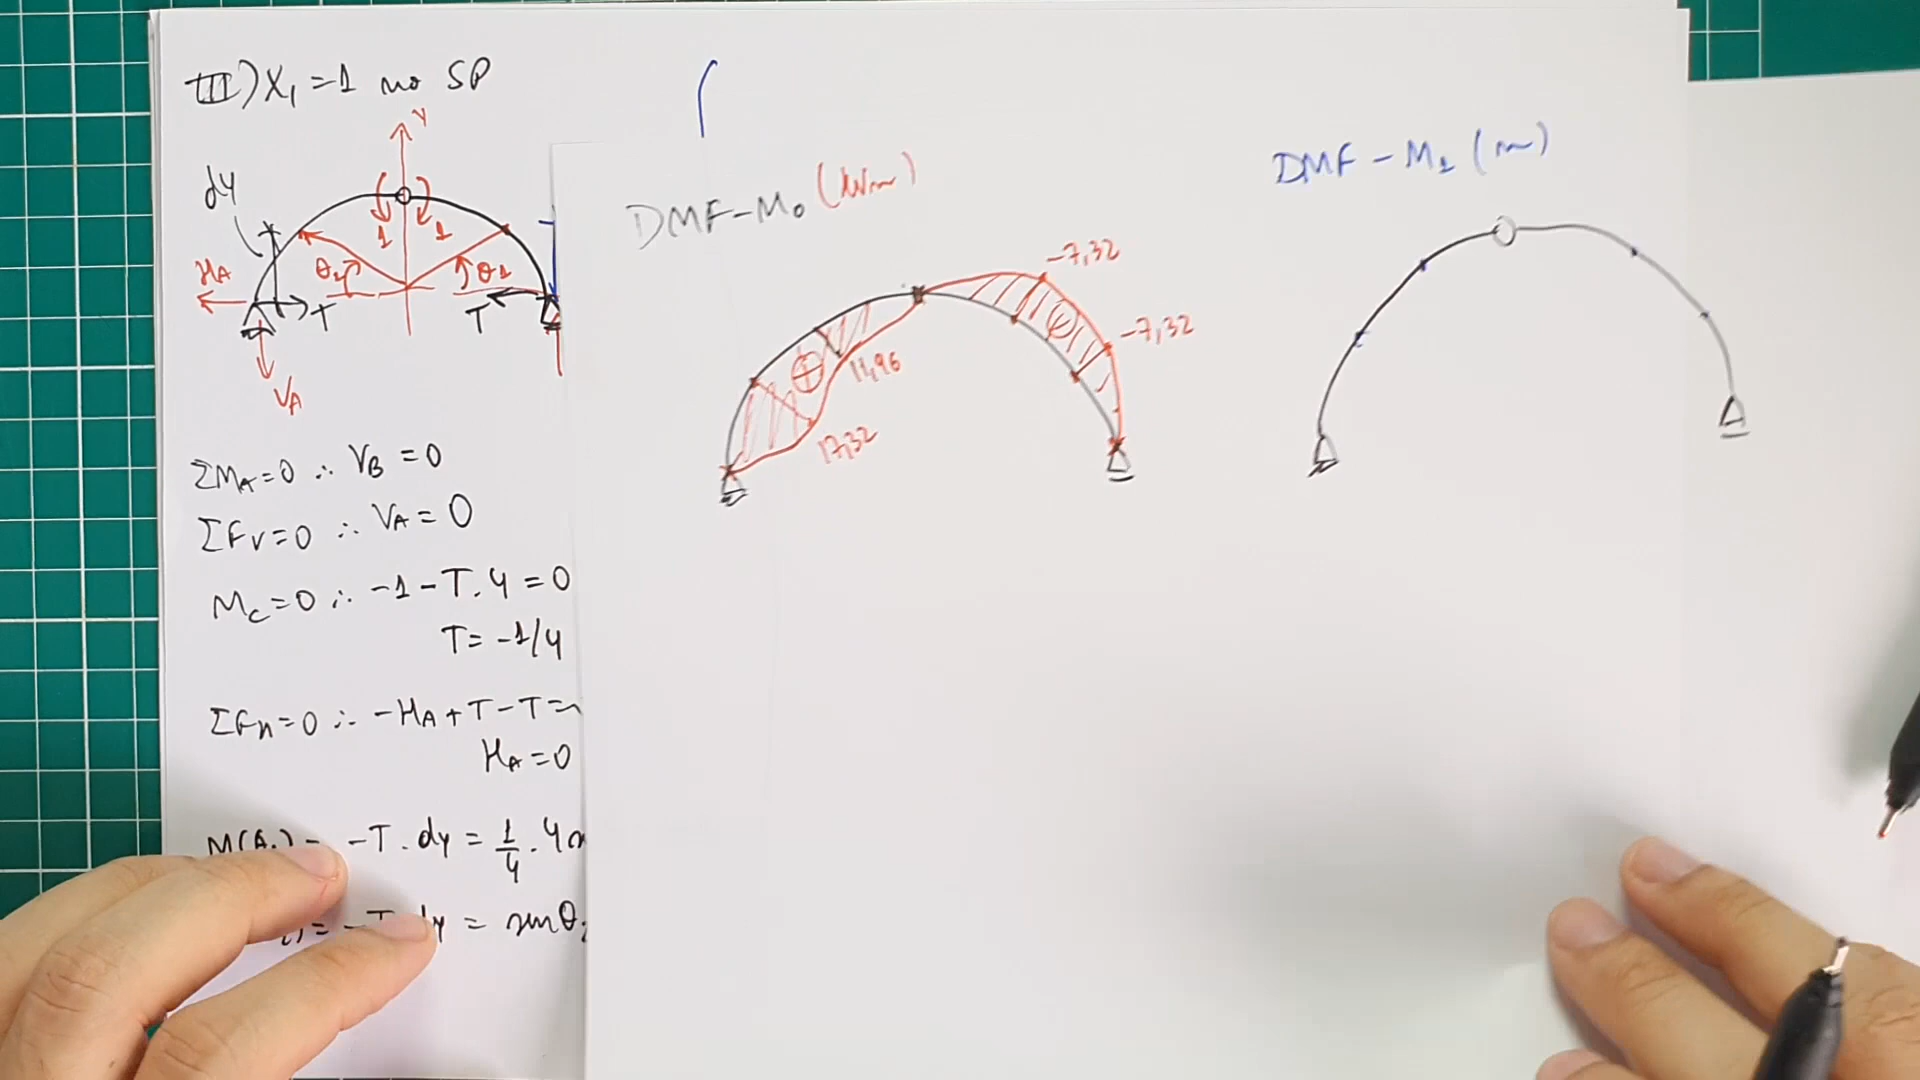 III) X₁ = 1 no SP
Y
dy
1 1
θ₂ θ1
HA
T T
VA
ΣMA=0 ∴ VB = 0
ΣFV=0 ∴ VA = 0
MC=0 ∴ -1 - T.4 = 0
T = -1/4
ΣFH=0 ∴ -HA + T - T =
HA = 0
-T.dy = 1/4 . 4
= senθ
DMF - M₀ (kNm)
-7,32
-7,32
+
11,96
17,32
DMF - M1 (m)